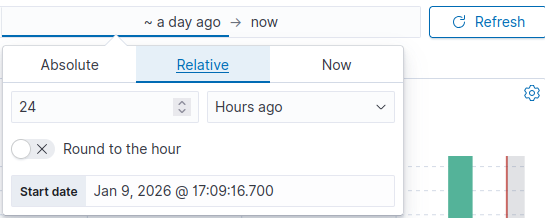 ~ a day ago → now
Refresh
Absolute
Relative
Now
24
Hours ago
Round to the hour
Start date
Jan 9, 2026 @ 17:09:16.700